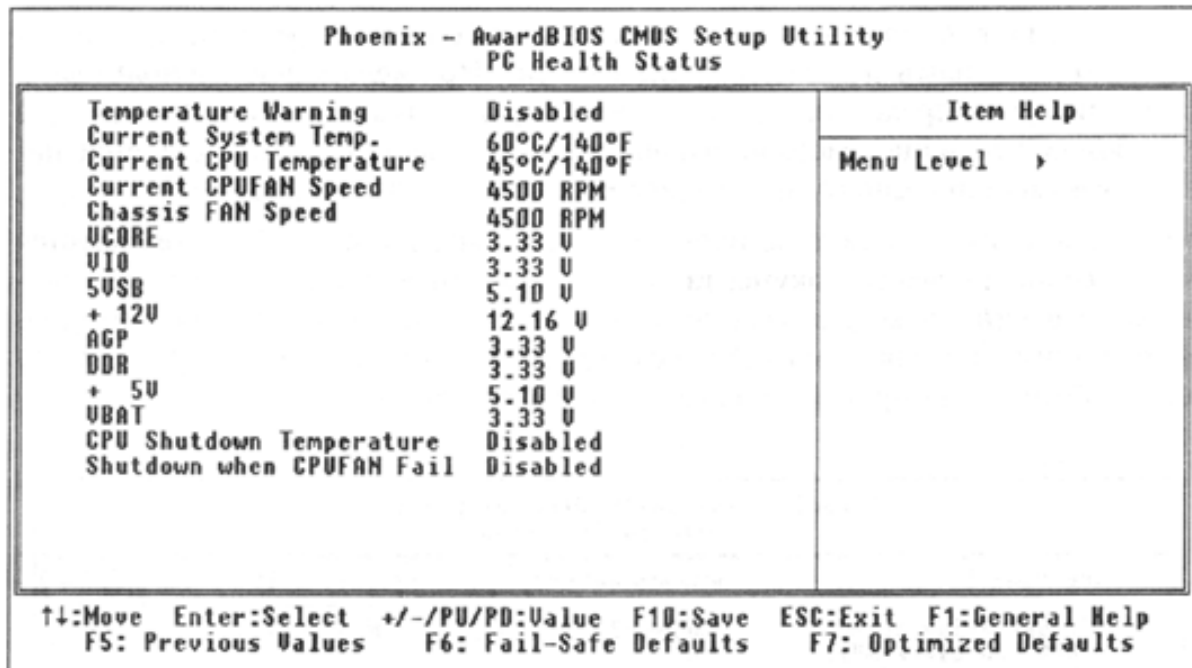 Phoenix - AwardBIOS CMOS Setup Utility
PC Health Status
Temperature Warning Disabled
Current System Temp. 60°C/140°F
Current CPU Temperature 45°C/140°F
Current CPUFAN Speed 4500 RPM
Chassis FAN Speed 4500 RPM
VCORE 3.33 V
VIO 3.33 V
5VSB 5.10 V
+ 12V 12.16 V
AGP 3.33 V
DDR 3.33 V
+ 5V 5.10 V
VBAT 3.33 V
CPU Shutdown Temperature Disabled
Shutdown when CPUFAN Fail Disabled
Item Help
Menu Level ▸
↑↓:Move Enter:Select +/-/PU/PD:Value F10:Save ESC:Exit F1:General Help
F5: Previous Values F6: Fail-Safe Defaults F7: Optimized Defaults